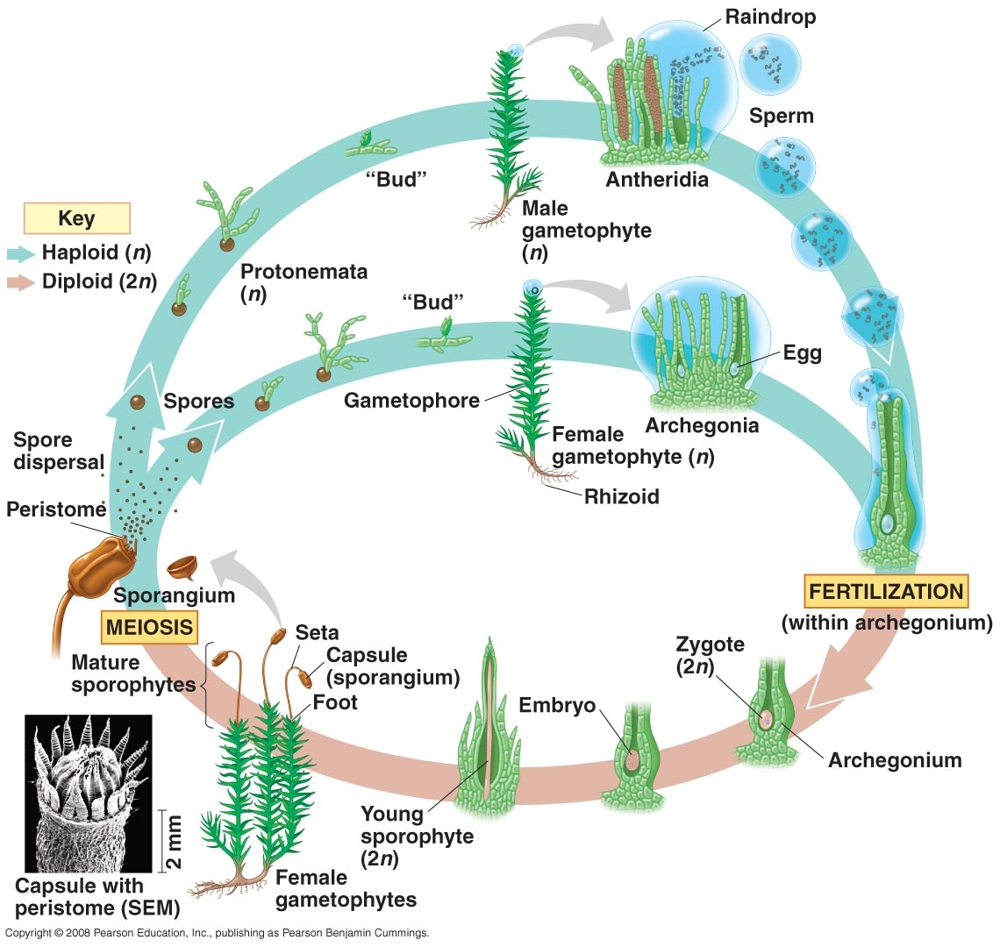 Raindrop
Sperm
"Bud"
Antheridia
Male
gametophyte
(n)
Key
Haploid (n)
Diploid (2n)
Protonemata
(n)
"Bud"
Egg
Spores
Gametophore
Archegonia
Spore
dispersal
Female
gametophyte (n)
Rhizoid
Peristome
Sporangium
FERTILIZATION
(within archegonium)
MEIOSIS
Seta
Mature
sporophytes
Capsule
(sporangium)
Foot
Zygote
(2n)
Embryo
Archegonium
Young
sporophyte
(2n)
2 mm
Capsule with
peristome (SEM)
Female
gametophytes
Copyright © 2008 Pearson Education, Inc., publishing as Pearson Benjamin Cummings.